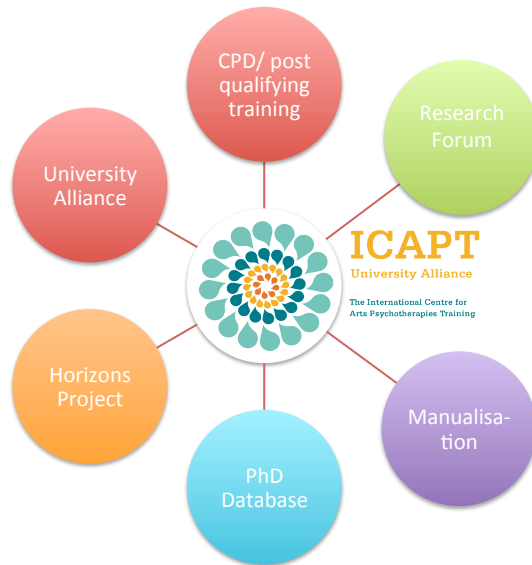 CPD/ post
qualifying
training
Research
Forum
University
Alliance
ICAPT
University Alliance
The International Centre for
Arts Psychotherapies Training
Horizons
Project
Manualisa-
tion
PhD
Database